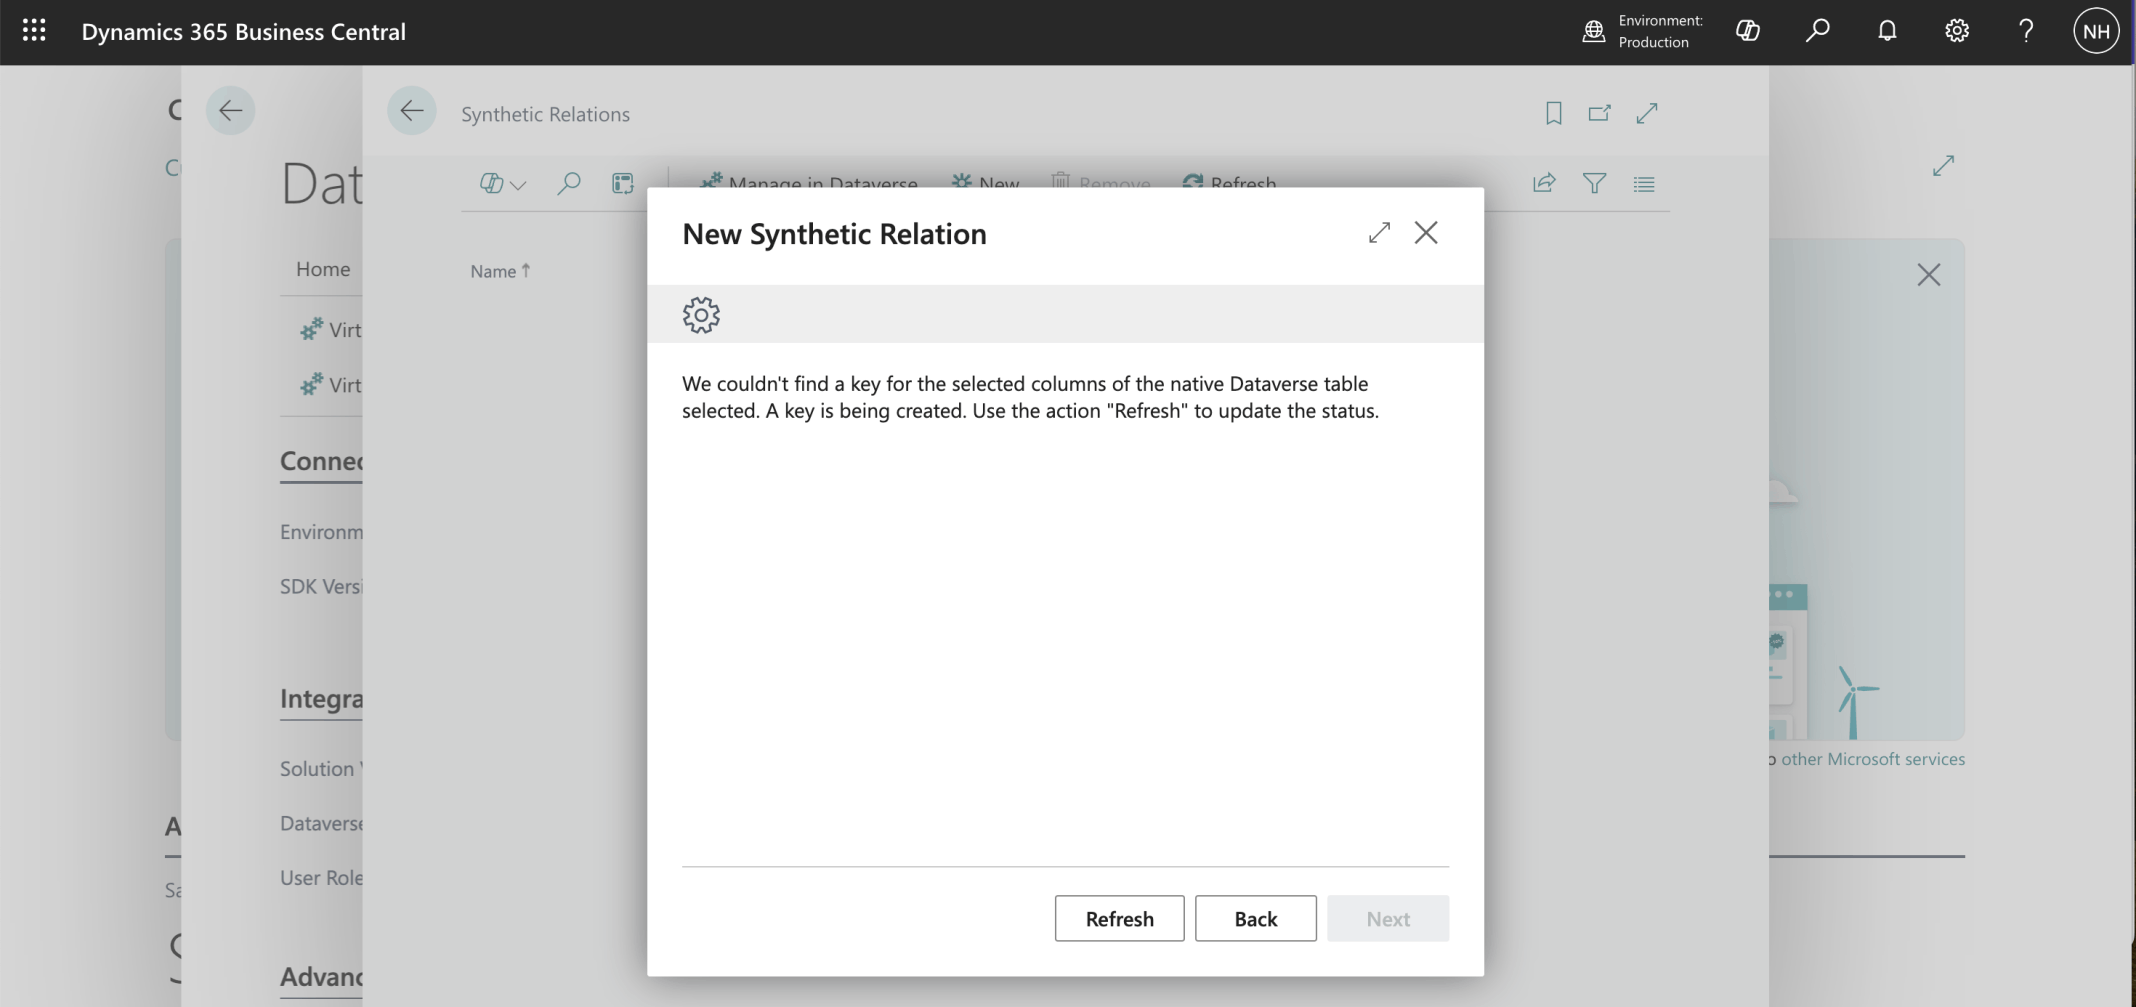 Dynamics 365 Business Central
Environment:
Production
NH
Synthetic Relations
Manage in Dataverse
New
Remove
Refresh
Dat
Home
Name ↑
Virt
Virt
Connec
Environm
SDK Versi
Integra
Solution
Dataverse
User Role
Advanc
New Synthetic Relation
We couldn't find a key for the selected columns of the native Dataverse table
selected. A key is being created. Use the action "Refresh" to update the status.
Refresh
Back
Next
other Microsoft services
A
Sa